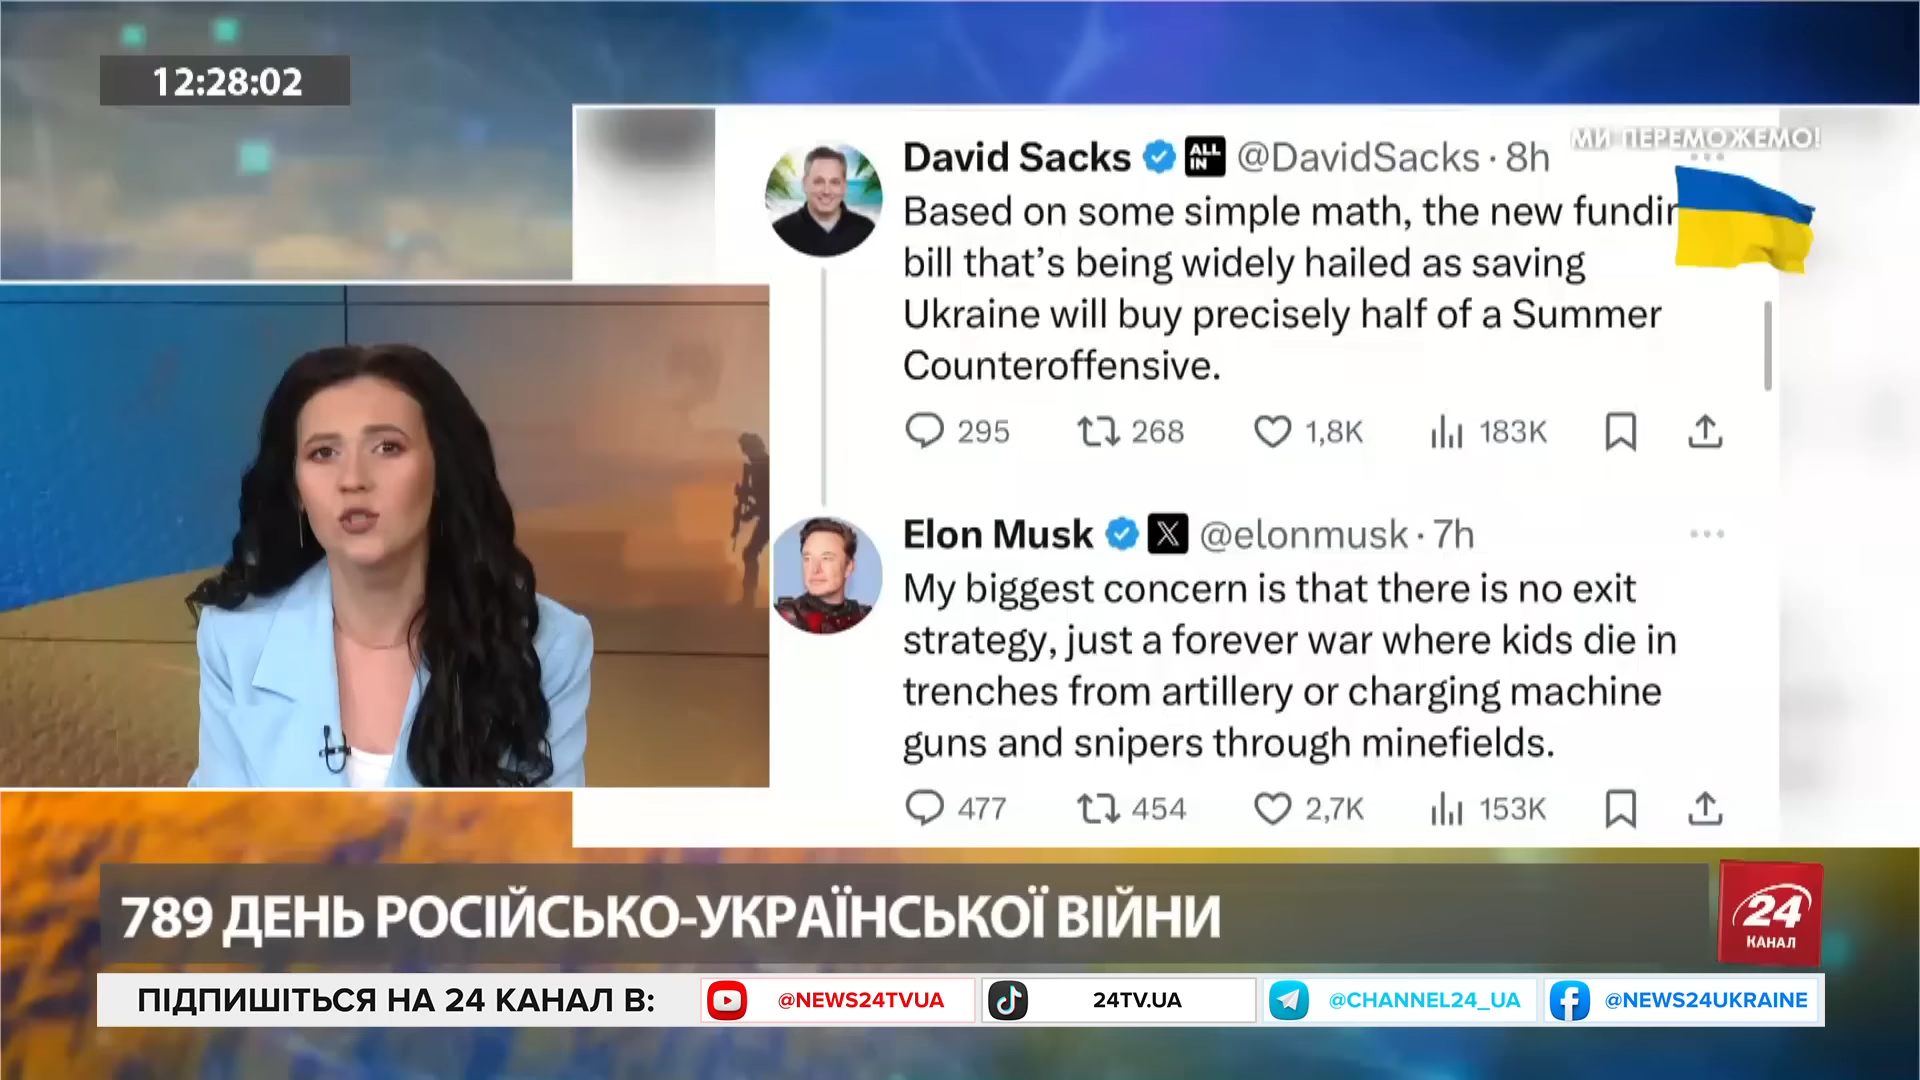 12:28:02
МИ ПЕРЕМОЖЕМО!
David Sacks ALL IN @DavidSacks · 8h
Based on some simple math, the new fundin
bill that’s being widely hailed as saving
Ukraine will buy precisely half of a Summer
Counteroffensive.
295 268 1,8K 183K
Elon Musk X @elonmusk · 7h
My biggest concern is that there is no exit
strategy, just a forever war where kids die in
trenches from artillery or charging machine
guns and snipers through minefields.
477 454 2,7K 153K
789 ДЕНЬ РОСІЙСЬКО-УКРАЇНСЬКОЇ ВІЙНИ
24
КАНАЛ
ПІДПИШІТЬСЯ НА 24 КАНАЛ В: @NEWS24TVUA 24TV.UA @CHANNEL24_UA @NEWS24UKRAINE